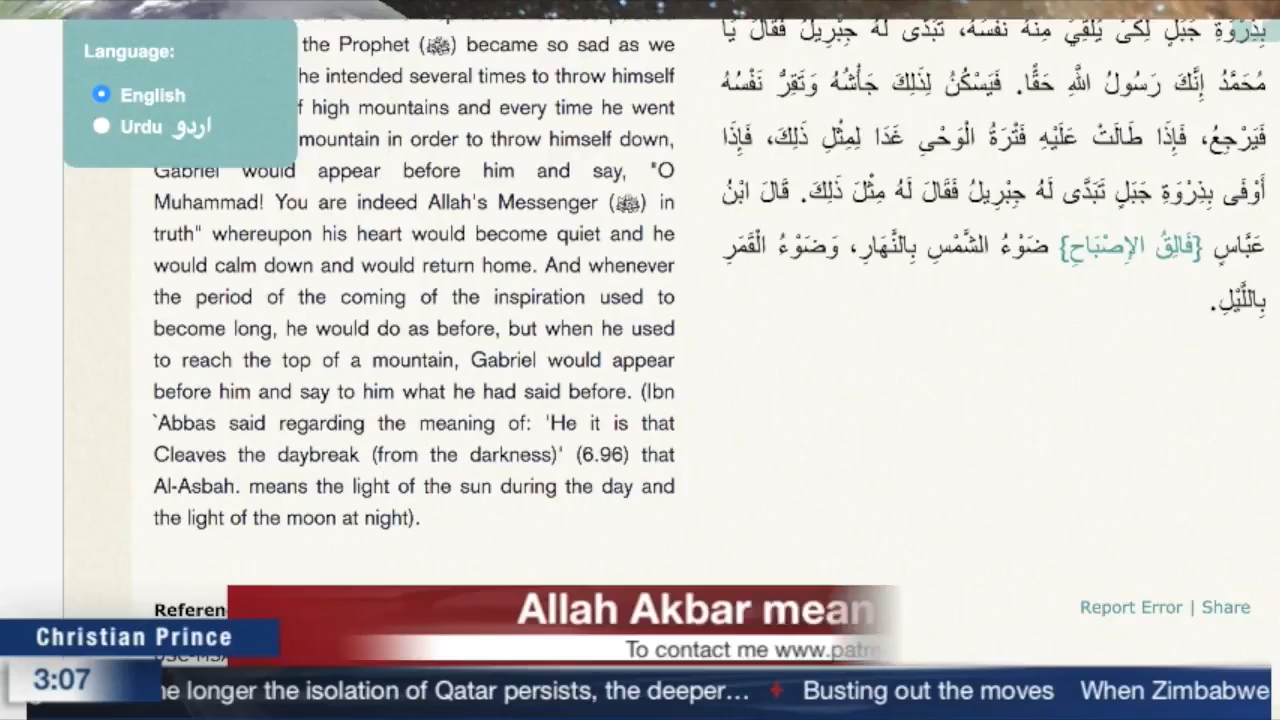 Language:
English
Urdu اردو
the Prophet (ﷺ) became so sad as we
he intended several times to throw himself
f high mountains and every time he went
mountain in order to throw himself down,
Gabriel would appear before him and say, "O
Muhammad! You are indeed Allah's Messenger (ﷺ) in
truth" whereupon his heart would become quiet and he
would calm down and would return home. And whenever
the period of the coming of the inspiration used to
become long, he would do as before, but when he used
to reach the top of a mountain, Gabriel would appear
before him and say to him what he had said before. (Ibn
`Abbas said regarding the meaning of: 'He it is that
Cleaves the daybreak (from the darkness)' (6.96) that
Al-Asbah. means the light of the sun during the day and
the light of the moon at night).
بِذِرْوَةِ جَبَلٍ لِكَىْ يُلْقِيَ مِنْهُ نَفْسَهُ، تَبَدَّى لَهُ جِبْرِيلُ فَقَالَ يَا
مُحَمَّدُ إِنَّكَ رَسُولُ اللَّهِ حَقًّا‏.‏ فَيَسْكُنُ لِذَلِكَ جَأْشُهُ وَتَقِرُّ نَفْسُهُ
فَيَرْجِعُ، فَإِذَا طَالَتْ عَلَيْهِ فَتْرَةُ الْوَحْىِ غَدَا لِمِثْلِ ذَلِكَ، فَإِذَا
أَوْفَى بِذِرْوَةِ جَبَلٍ تَبَدَّى لَهُ جِبْرِيلُ فَقَالَ لَهُ مِثْلَ ذَلِكَ‏.‏ قَالَ ابْنُ
عَبَّاسٍ ‏{‏فَالِقُ الإِصْبَاحِ‏}‏ ضَوْءُ الشَّمْسِ بِالنَّهَارِ، وَضَوْءُ الْقَمَرِ
بِاللَّيْلِ‏.‏
Referen
Report Error | Share
Allah Akbar mean
To contact me www.patr
Christian Prince
3:07
ne longer the isolation of Qatar persists, the deeper... Busting out the moves When Zimbabwe